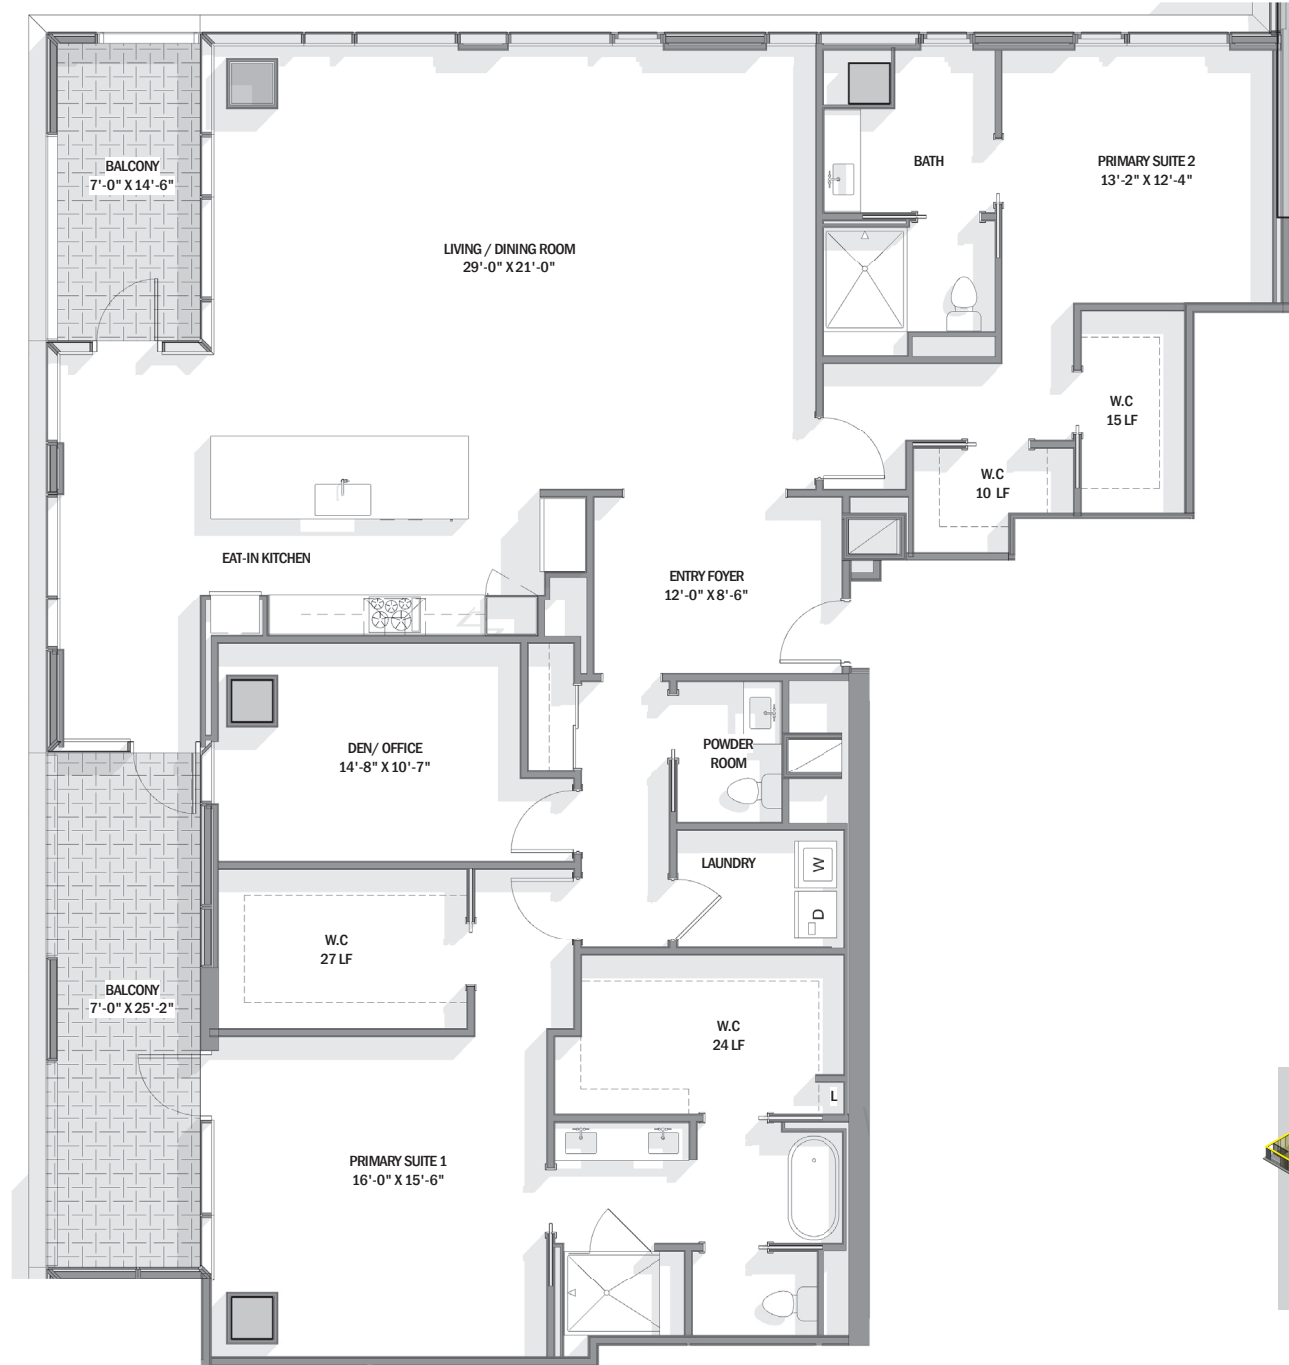 BALCONY
7'-0" X 14'-6"
BATH
PRIMARY SUITE 2
13'-2" X 12'-4"
LIVING / DINING ROOM
29'-0" X 21'-0"
W.C
15 LF
W.C
10 LF
EAT-IN KITCHEN
ENTRY FOYER
12'-0" X 8'-6"
DEN/ OFFICE
14'-8" X 10'-7"
POWDER
ROOM
LAUNDRY
W
D
W.C
27 LF
BALCONY
7'-0" X 25'-2"
W.C
24 LF
L
PRIMARY SUITE 1
16'-0" X 15'-6"